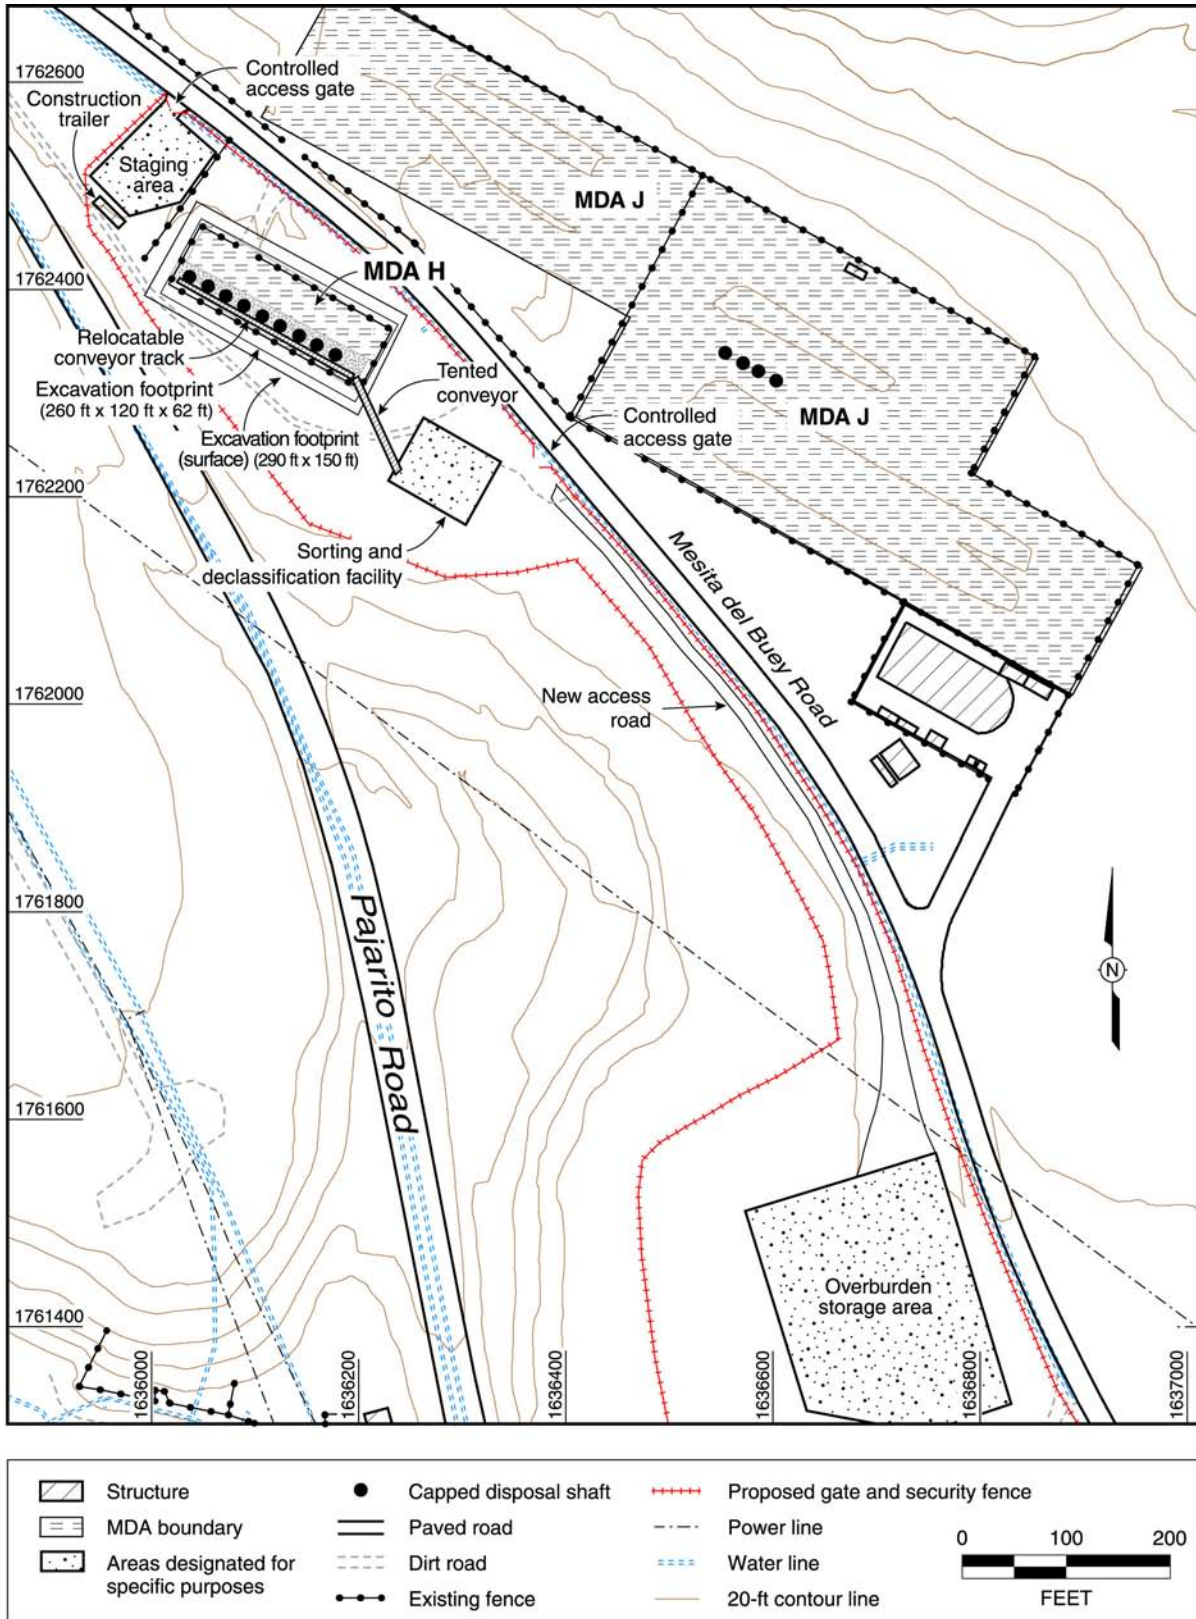 1762600
Controlled
access gate
Construction
trailer
Staging
area
MDA J
1762400
MDA H
Relocatable
conveyor track
Excavation footprint
(260 ft x 120 ft x 62 ft)
Tented
conveyor
Excavation footprint
(surface) (290 ft x 150 ft)
Controlled
access gate
MDA J
1762200
Sorting and
declassification facility
Mesita del Buey Road
1762000
New access
road
1761800
Pajarito Road
N
1761600
Overburden
storage area
1761400
1636000
1636200
1636400
1636600
1636800
1637000
Structure
MDA boundary
Areas designated for
specific purposes
Capped disposal shaft
Paved road
Dirt road
Existing fence
Proposed gate and security fence
Power line
Water line
20-ft contour line
0 100 200
FEET